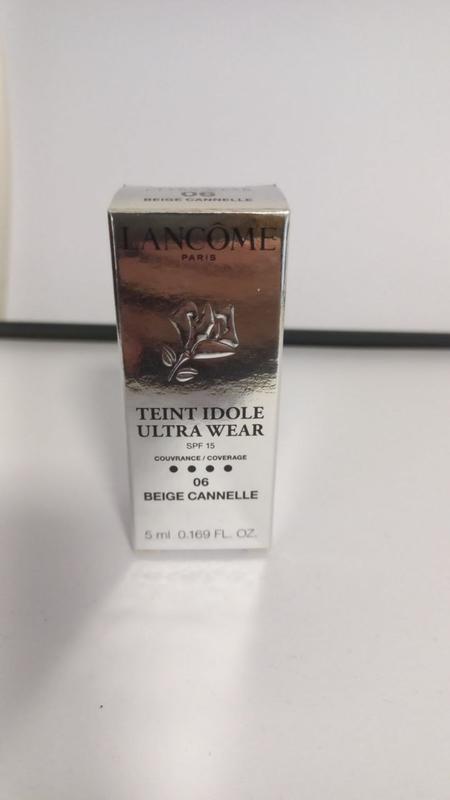 06
BEIGE CANNELLE
LANCÔME
PARIS
TEINT IDOLE
ULTRA WEAR
SPF 15
COUVRANCE / COVERAGE
06
BEIGE CANNELLE
5 ml 0.169 FL. OZ.